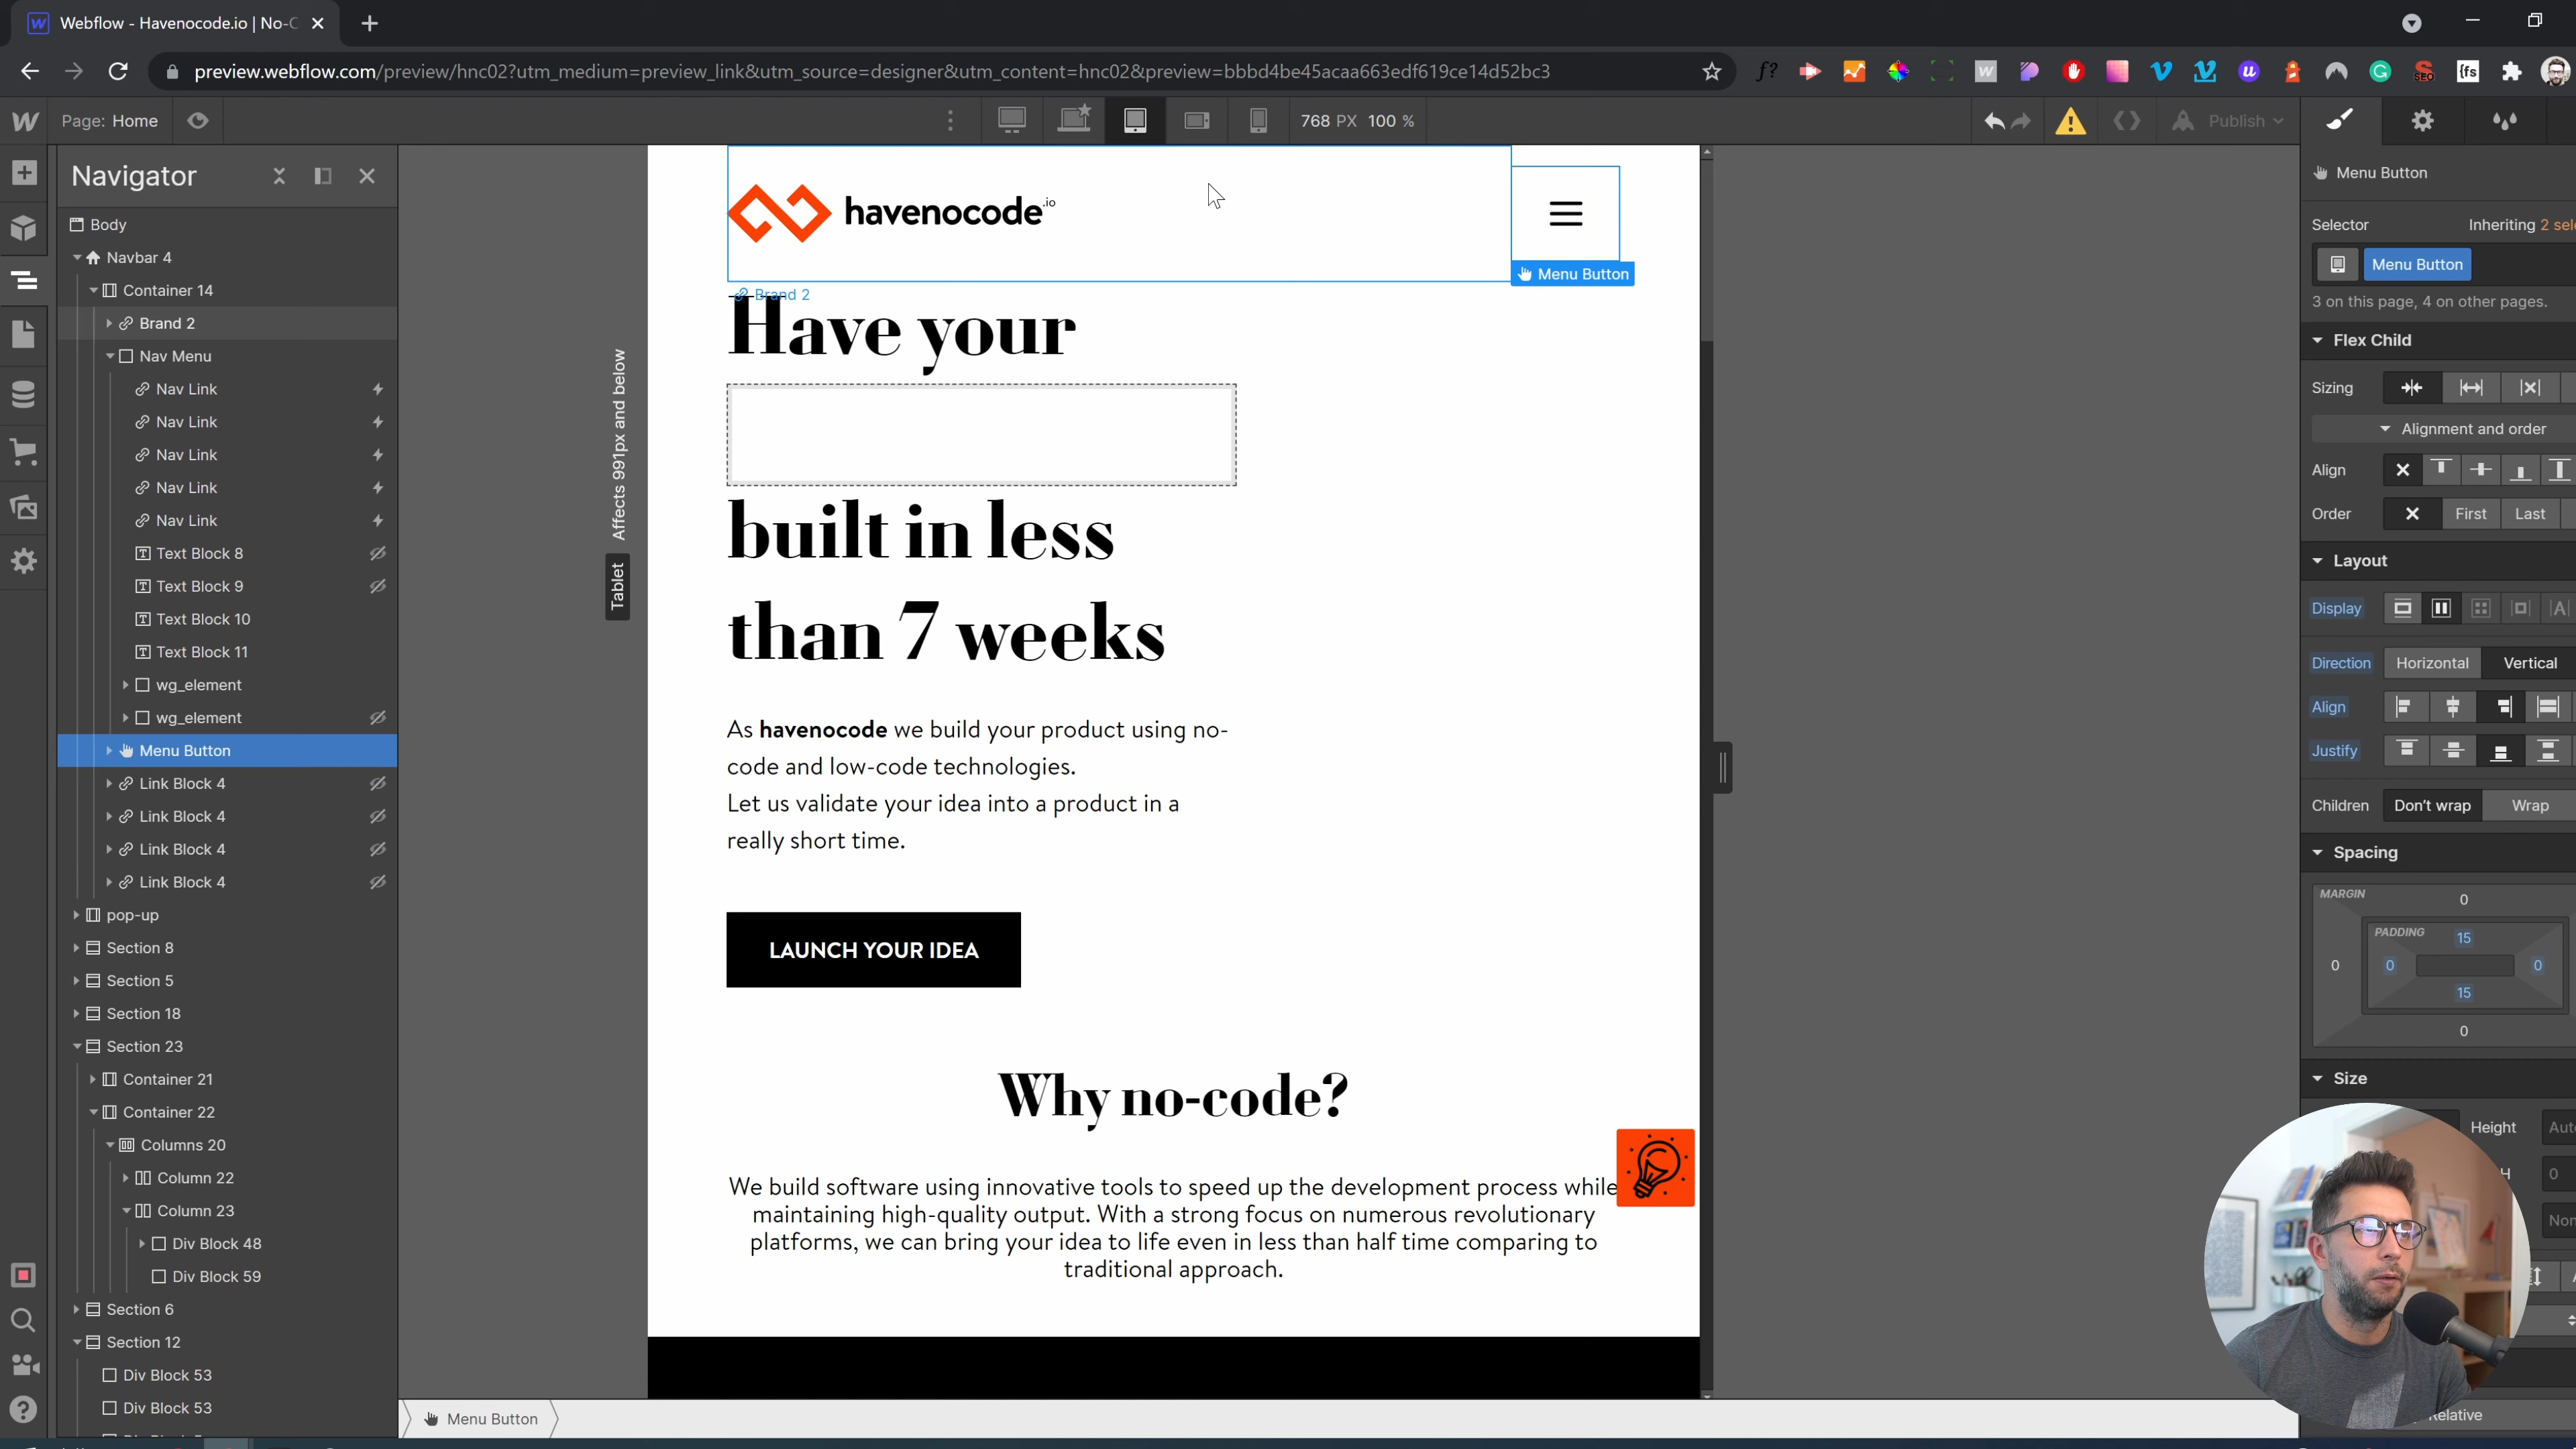 Webflow - Havenocode.io | No-C
preview.webflow.com/preview/hnc02?utm_medium=preview_link&utm_source=designer&utm_content=hnc02&preview=bbbd4be45acaa663edf619ce14d52bc3
Page: Home
768 PX 100 %
Publish
Navigator
Body
Navbar 4
Container 14
Brand 2
Nav Menu
Nav Link
Nav Link
Nav Link
Nav Link
Nav Link
Text Block 8
Text Block 9
Text Block 10
Text Block 11
wg_element
wg_element
Menu Button
Link Block 4
Link Block 4
Link Block 4
Link Block 4
pop-up
Section 8
Section 5
Section 18
Section 23
Container 21
Container 22
Columns 20
Column 22
Column 23
Div Block 48
Div Block 59
Section 6
Section 12
Div Block 53
Div Block 53
Affects 991px and below
Tablet
havenocode.io
Menu Button
Brand 2
Have your
built in less
than 7 weeks
As havenocode we build your product using no-
code and low-code technologies.
Let us validate your idea into a product in a
really short time.
LAUNCH YOUR IDEA
Why no-code?
We build software using innovative tools to speed up the development process while
maintaining high-quality output. With a strong focus on numerous revolutionary
platforms, we can bring your idea to life even in less than half time comparing to
traditional approach.
Menu Button
Menu Button
Selector
Inheriting 2 sel
Menu Button
3 on this page, 4 on other pages.
Flex Child
Sizing
Alignment and order
Align
Order
First
Last
Layout
Display
Direction
Horizontal
Vertical
Align
Justify
Children
Don't wrap
Wrap
Spacing
MARGIN
0
PADDING
15
0
0
0
15
0
Size
Height
Aut
H
0
Non